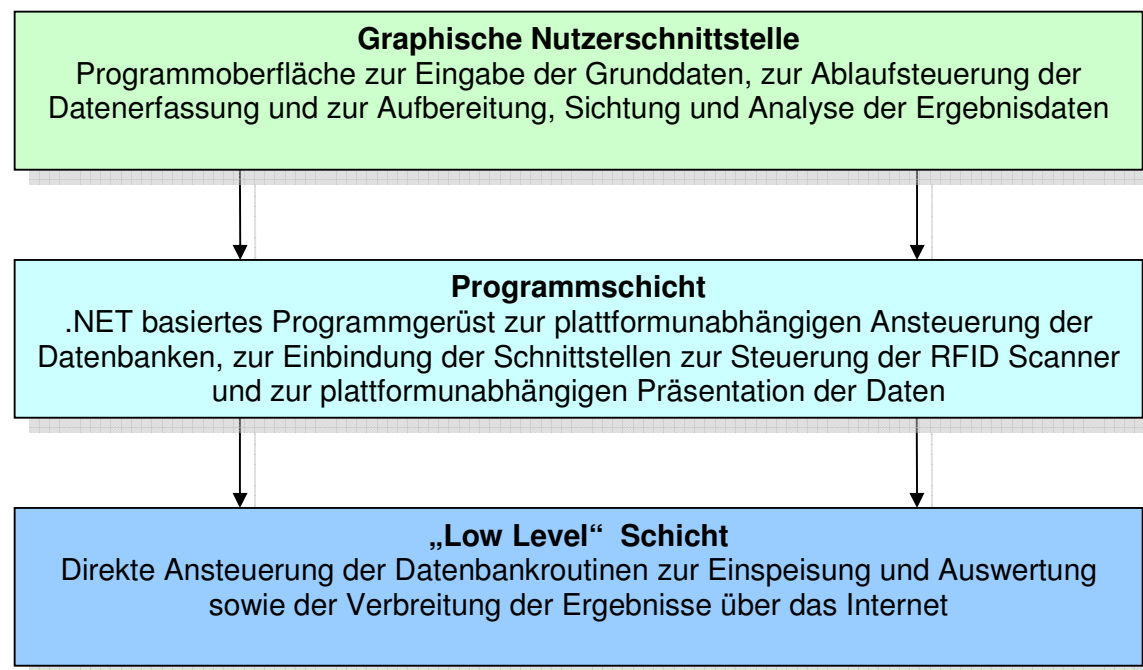 Graphische Nutzerschnittstelle
Programmoberfläche zur Eingabe der Grunddaten, zur Ablaufsteuerung der
Datenerfassung und zur Aufbereitung, Sichtung und Analyse der Ergebnisdaten
Programmschicht
.NET basiertes Programmgerüst zur plattformunabhängigen Ansteuerung der
Datenbanken, zur Einbindung der Schnittstellen zur Steuerung der RFID Scanner
und zur plattformunabhängigen Präsentation der Daten
„Low Level“ Schicht
Direkte Ansteuerung der Datenbankroutinen zur Einspeisung und Auswertung
sowie der Verbreitung der Ergebnisse über das Internet